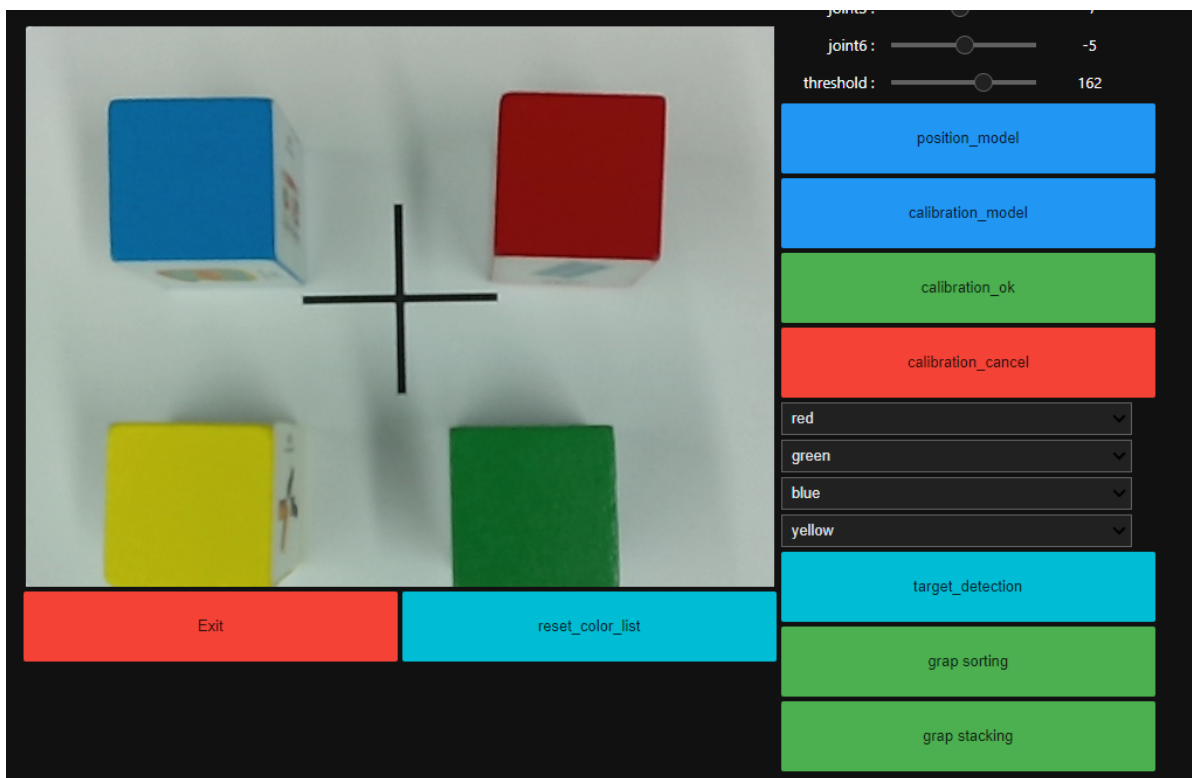 joint5 :
joint6 :
-5
threshold :
162
position_model
calibration_model
calibration_ok
calibration_cancel
red
green
blue
yellow
target_detection
Exit
reset_color_list
grap sorting
grap stacking